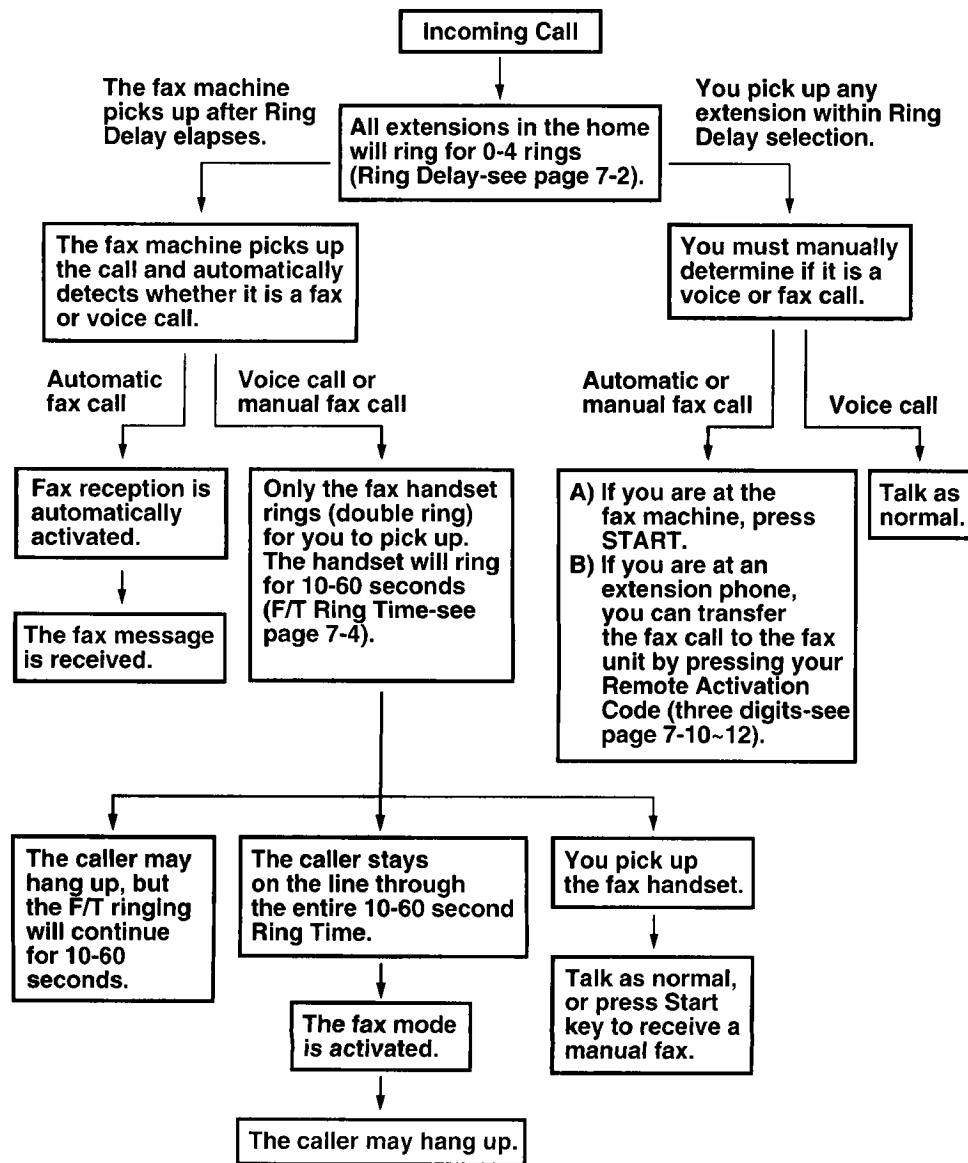 Incoming Call
The fax machine
picks up after Ring
Delay elapses.
You pick up any
extension within Ring
Delay selection.
All extensions in the home
will ring for 0-4 rings
(Ring Delay-see page 7-2).
The fax machine picks up
the call and automatically
detects whether it is a fax
or voice call.
You must manually
determine if it is a
voice or fax call.
Automatic
fax call
Voice call or
manual fax call
Automatic or
manual fax call
Voice call
Fax reception is
automatically
activated.
Only the fax handset
rings (double ring)
for you to pick up.
The handset will ring
for 10-60 seconds
(F/T Ring Time-see
page 7-4).
A) If you are at the
fax machine, press
START.
B) If you are at an
extension phone,
you can transfer
the fax call to the fax
unit by pressing your
Remote Activation
Code (three digits-see
page 7-10~12).
Talk as
normal.
The fax message
is received.
The caller may
hang up, but
the F/T ringing
will continue
for 10-60
seconds.
The caller stays
on the line through
the entire 10-60 second
Ring Time.
You pick up
the fax handset.
The fax mode
is activated.
Talk as normal,
or press Start
key to receive a
manual fax.
The caller may hang up.